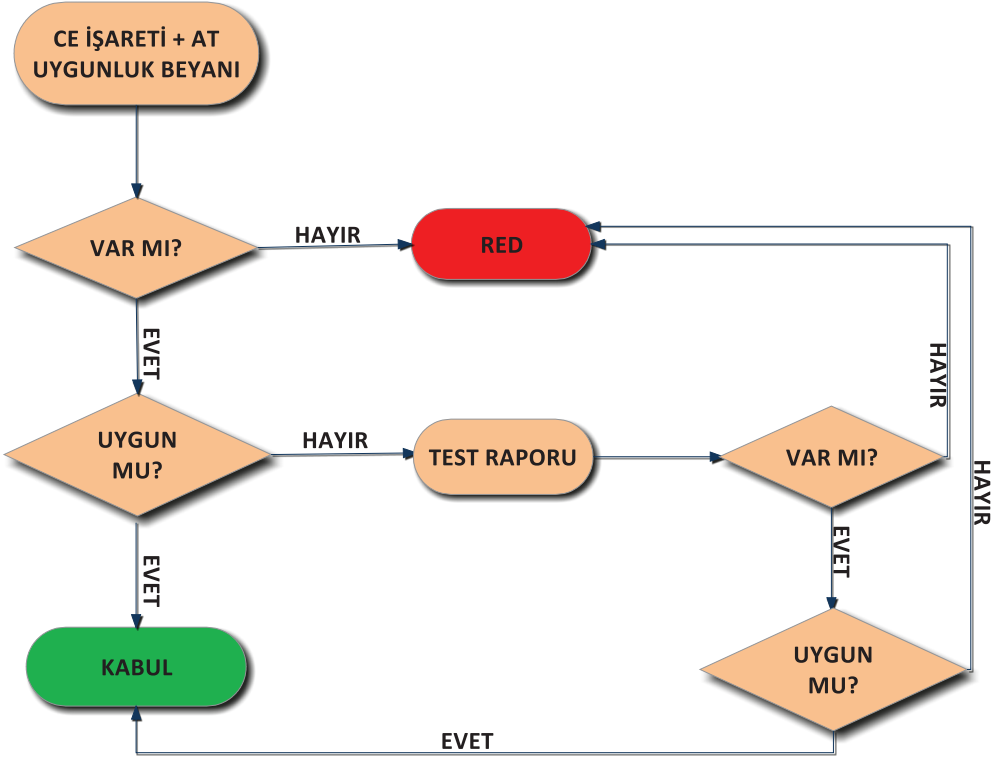 CE İŞARETİ + AT
UYGUNLUK BEYANI
VAR MI?
HAYIR
RED
EVET
UYGUN
MU?
HAYIR
TEST RAPORU
VAR MI?
HAYIR
HAYIR
EVET
EVET
UYGUN
MU?
KABUL
EVET